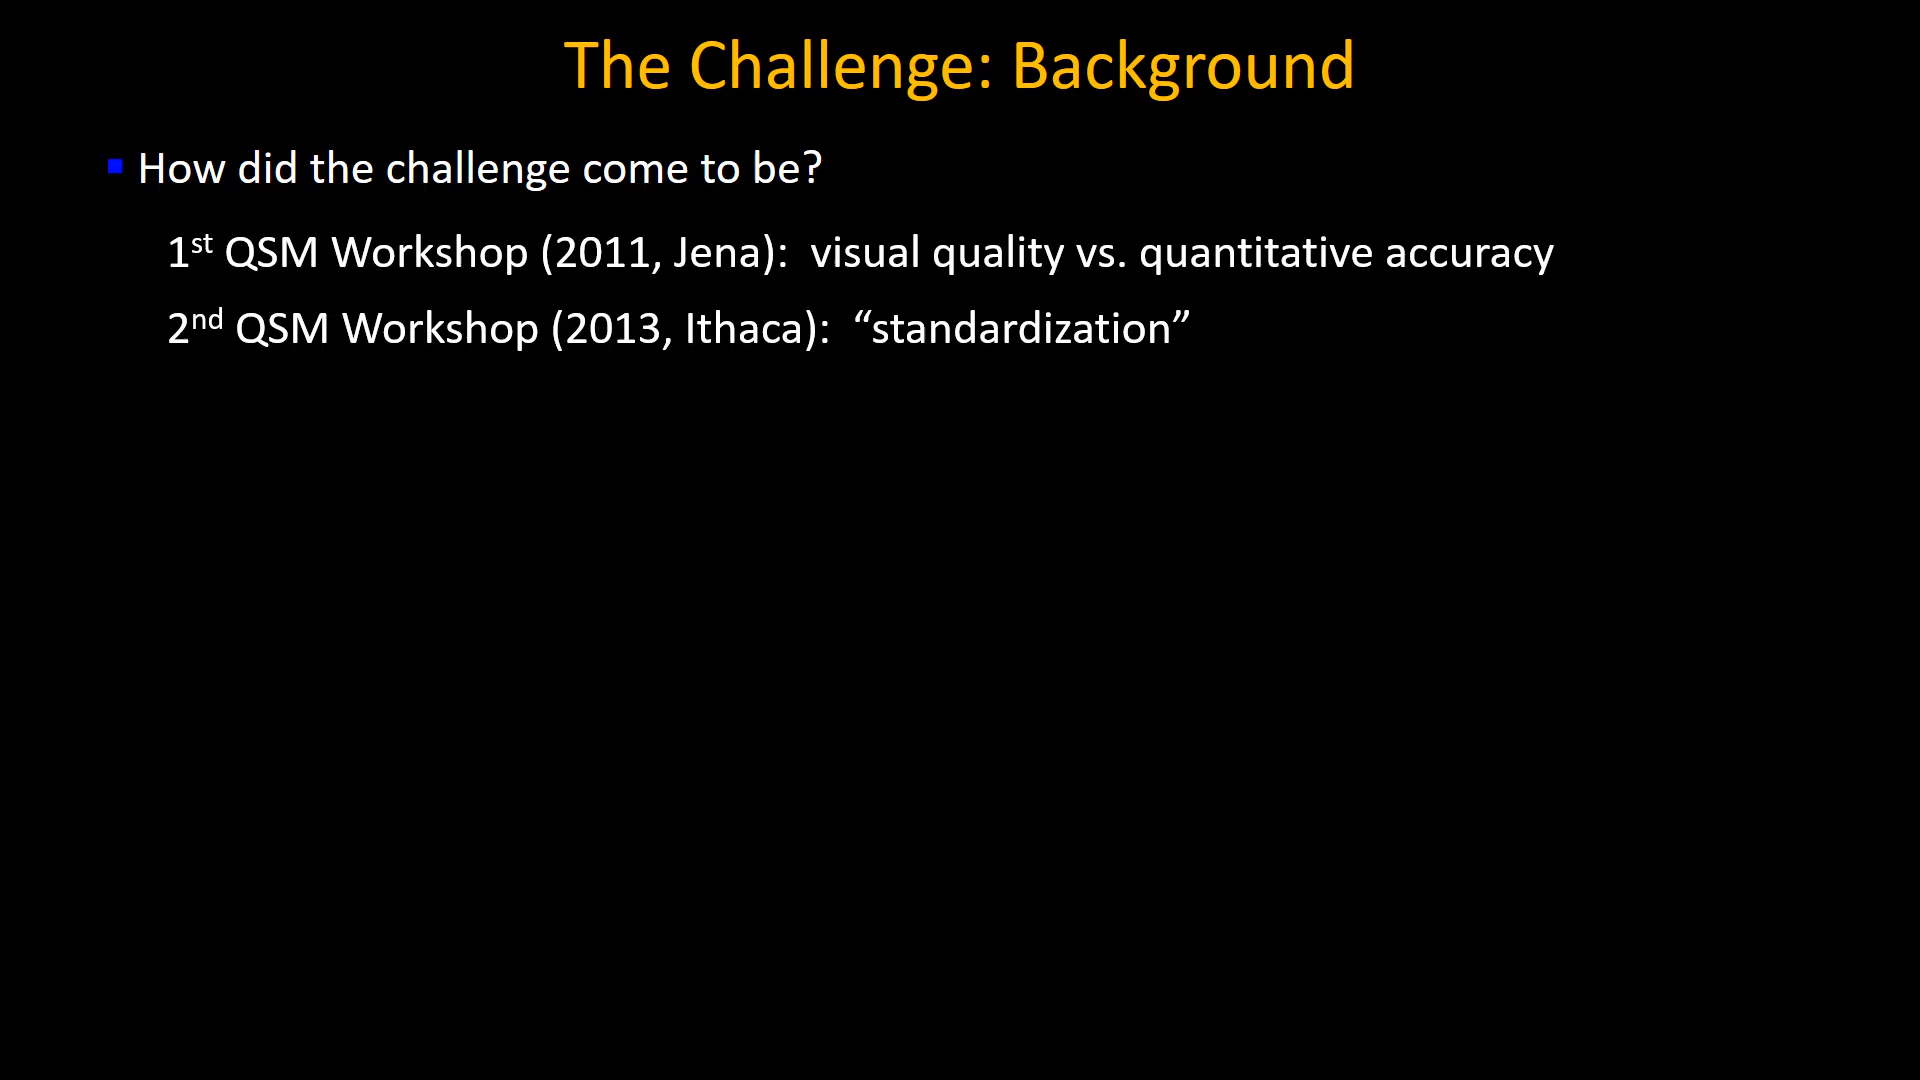 The Challenge: Background
How did the challenge come to be?
1st QSM Workshop (2011, Jena):  visual quality vs. quantitative accuracy
2nd QSM Workshop (2013, Ithaca):  “standardization”